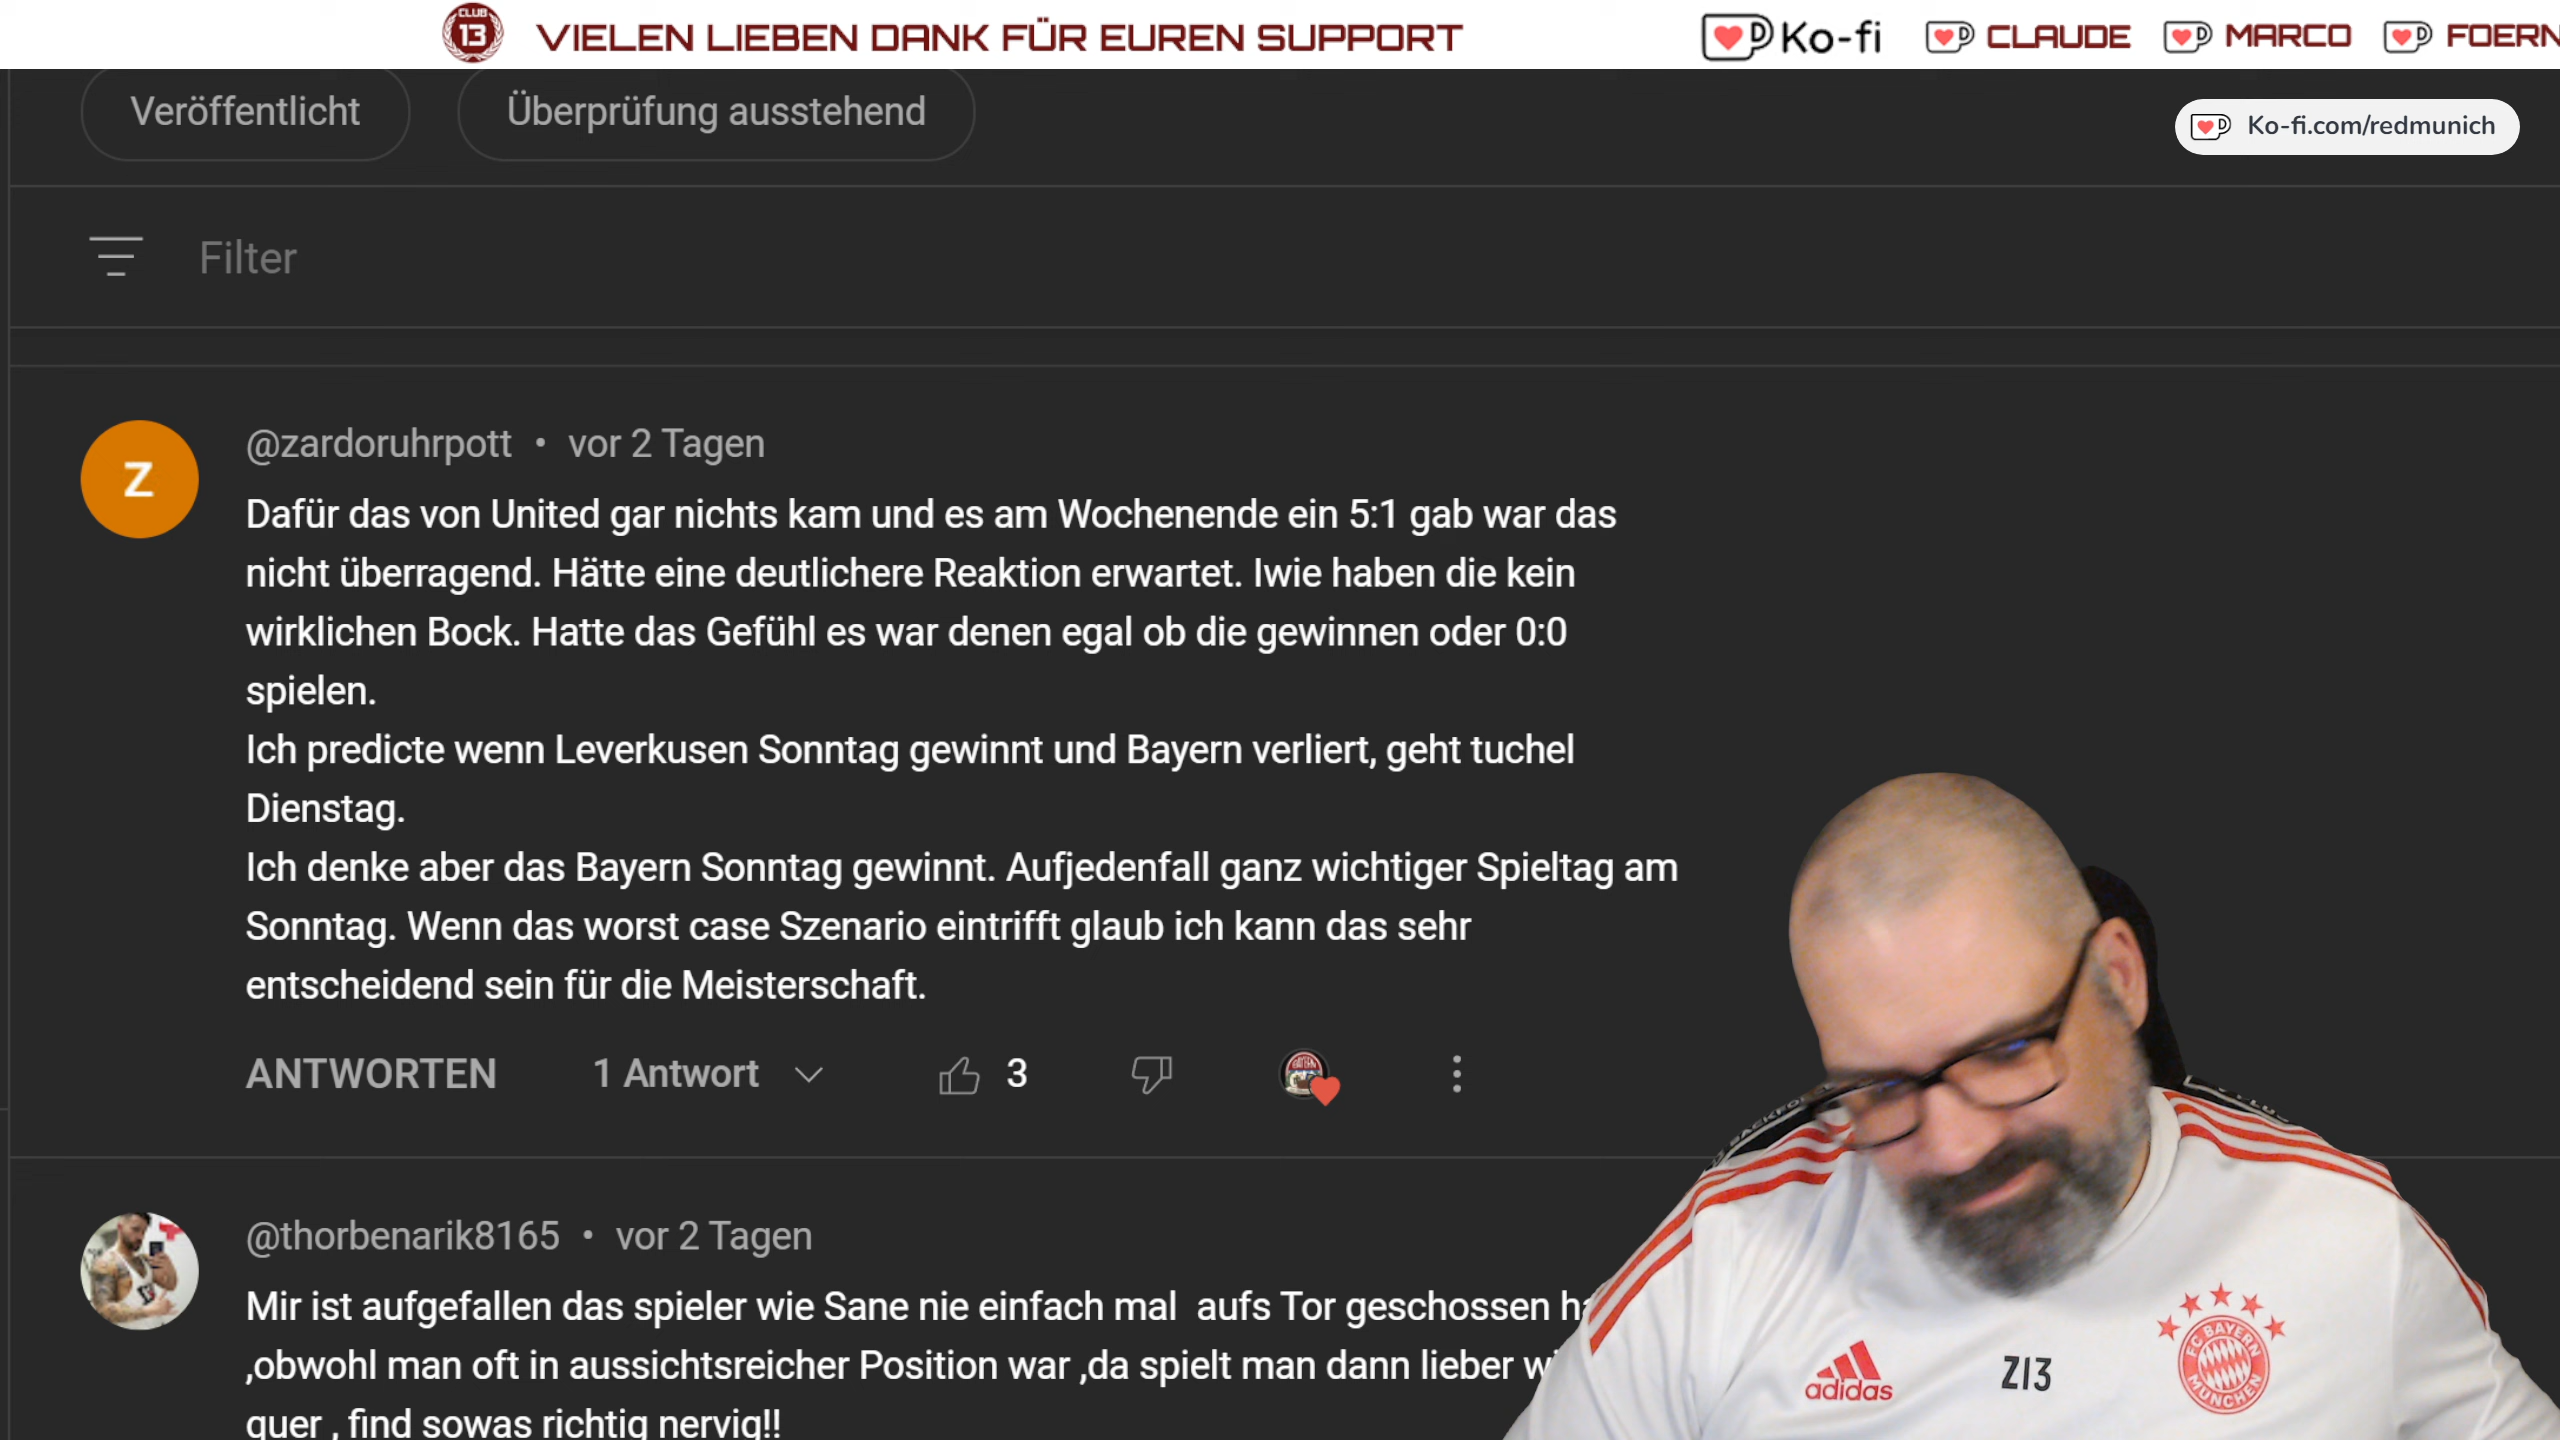 CLUB
13
VIELEN LIEBEN DANK FÜR EUREN SUPPORT
Ko-fi
CLAUDE
MARCO
FOERN
Veröffentlicht
Überprüfung ausstehend
Ko-fi.com/redmunich
Filter
Z
@zardoruhrpott • vor 2 Tagen
Dafür das von United gar nichts kam und es am Wochenende ein 5:1 gab war das
nicht überragend. Hätte eine deutlichere Reaktion erwartet. Iwie haben die kein
wirklichen Bock. Hatte das Gefühl es war denen egal ob die gewinnen oder 0:0
spielen.
Ich predicte wenn Leverkusen Sonntag gewinnt und Bayern verliert, geht tuchel
Dienstag.
Ich denke aber das Bayern Sonntag gewinnt. Aufjedenfall ganz wichtiger Spieltag am
Sonntag. Wenn das worst case Szenario eintrifft glaub ich kann das sehr
entscheidend sein für die Meisterschaft.
ANTWORTEN
1 Antwort
3
@thorbenarik8165 • vor 2 Tagen
Mir ist aufgefallen das spieler wie Sane nie einfach mal aufs Tor geschossen
,obwohl man oft in aussichtsreicher Position war ,da spielt man dann lieber
quer , find sowas richtig nervig!!
adidas
Z13
FC BAYERN
MÜNCHEN